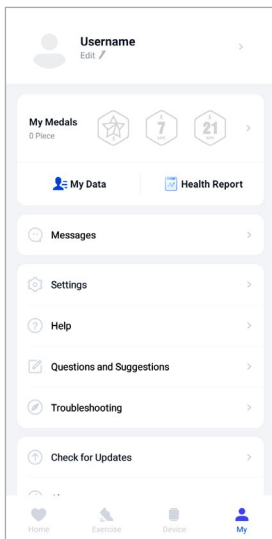 Username
Edit
My Medals
0 Piece
7
21
My Data
Health Report
Messages
Settings
Help
Questions and Suggestions
Troubleshooting
Check for Updates
Home
Exercise
Device
My